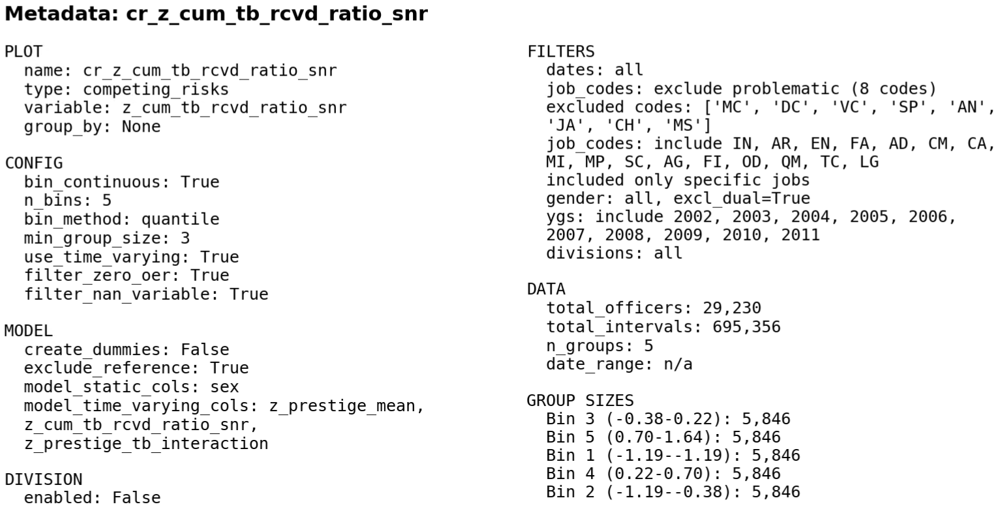 Metadata: cr_z_cum_tb_rcvd_ratio_snr
PLOT
  name: cr_z_cum_tb_rcvd_ratio_snr
  type: competing_risks
  variable: z_cum_tb_rcvd_ratio_snr
  group_by: None
CONFIG
  bin_continuous: True
  n_bins: 5
  bin_method: quantile
  min_group_size: 3
  use_time_varying: True
  filter_zero_oer: True
  filter_nan_variable: True
MODEL
  create_dummies: False
  exclude_reference: True
  model_static_cols: sex
  model_time_varying_cols: z_prestige_mean,
  z_cum_tb_rcvd_ratio_snr,
  z_prestige_tb_interaction
DIVISION
  enabled: False
FILTERS
  dates: all
  job_codes: exclude problematic (8 codes)
  excluded codes: ['MC', 'DC', 'VC', 'SP', 'AN',
  'JA', 'CH', 'MS']
  job_codes: include IN, AR, EN, FA, AD, CM, CA,
  MI, MP, SC, AG, FI, OD, QM, TC, LG
  included only specific jobs
  gender: all, excl_dual=True
  ygs: include 2002, 2003, 2004, 2005, 2006,
  2007, 2008, 2009, 2010, 2011
  divisions: all
DATA
  total_officers: 29,230
  total_intervals: 695,356
  n_groups: 5
  date_range: n/a
GROUP SIZES
  Bin 3 (-0.38-0.22): 5,846
  Bin 5 (0.70-1.64): 5,846
  Bin 1 (-1.19--1.19): 5,846
  Bin 4 (0.22-0.70): 5,846
  Bin 2 (-1.19--0.38): 5,846